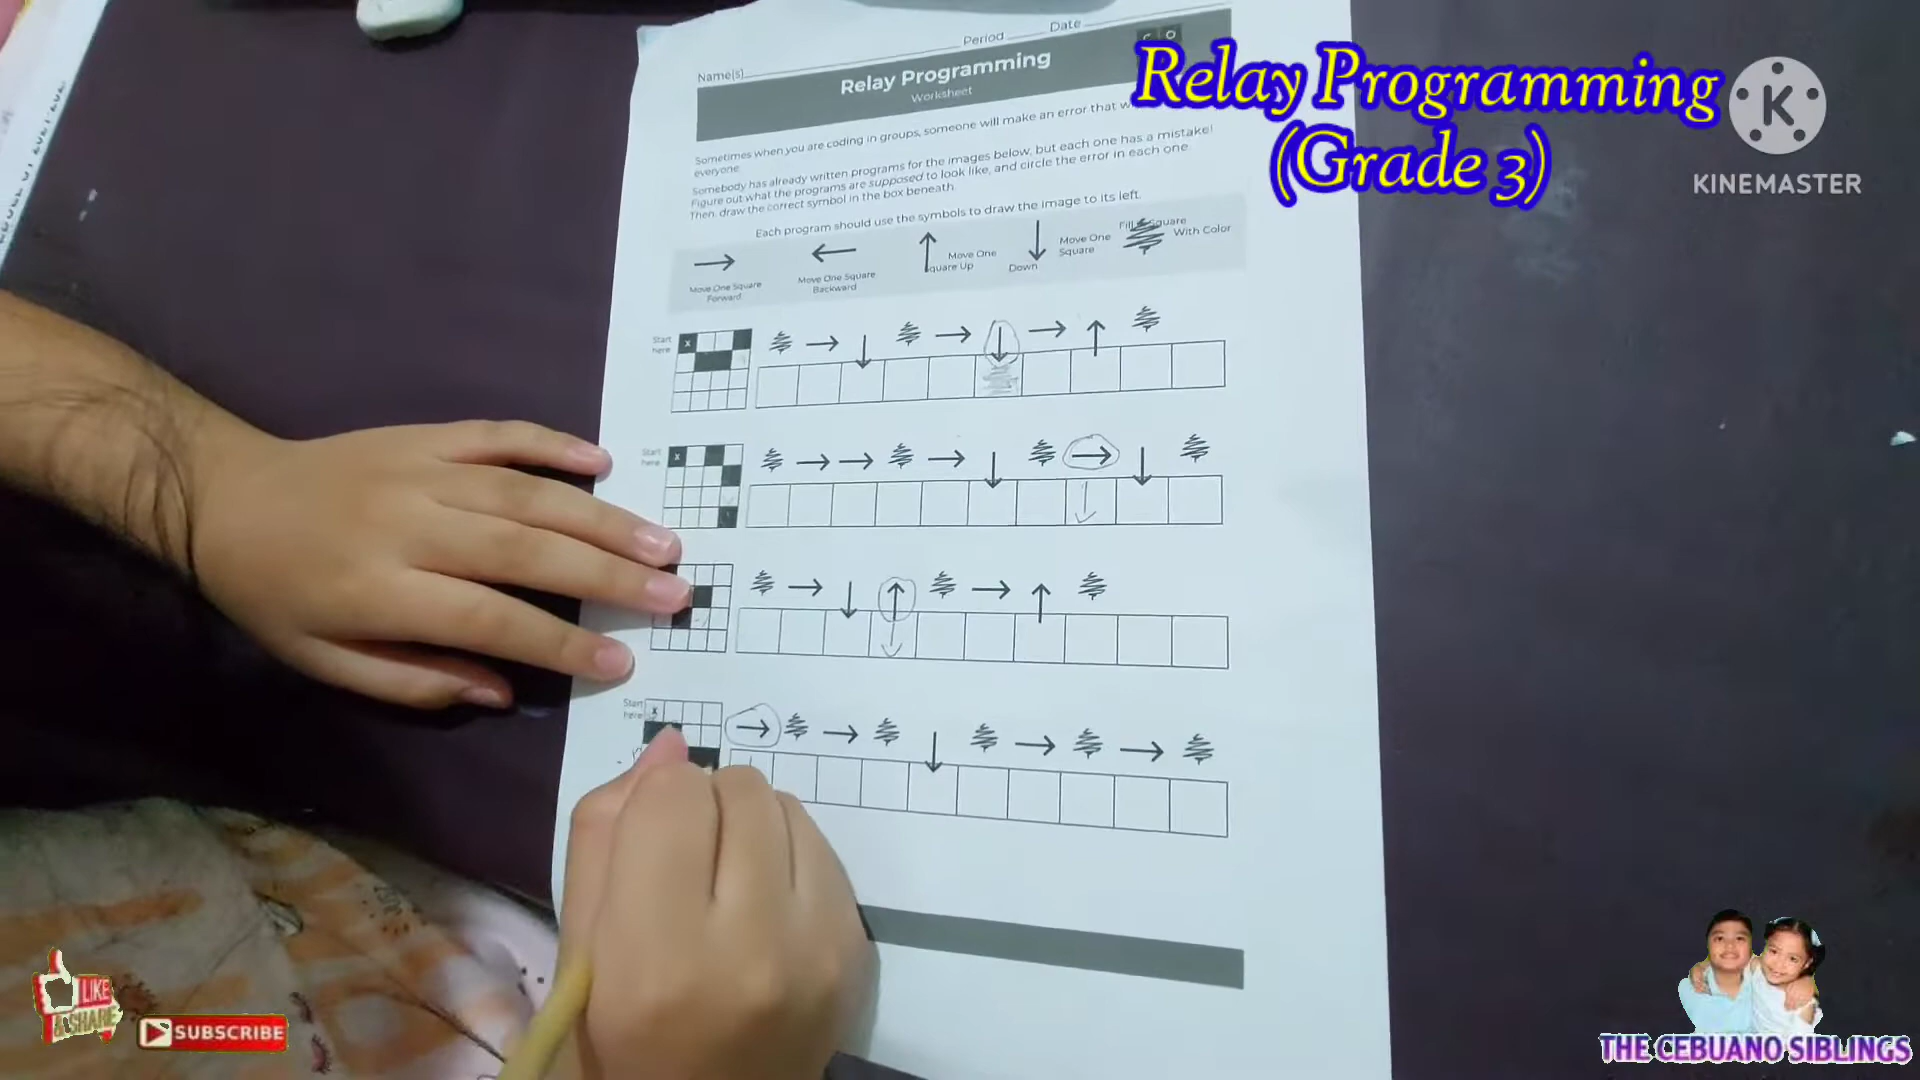 Name(s)
Period
Date
Relay Programming
Worksheet
Sometimes when you are coding in groups, someone will make an error that
everyone.
Somebody has already written programs for the images below, but each one has a mistake!
Figure out what the programs are supposed to look like, and circle the error in each one.
Then, draw the correct symbol in the box beneath.
Each program should use the symbols to draw the image to its left.
Move One Square
Forward
Move One Square
Backward
Move One
quare Up
Move One
Square
Down
Fill Square
With Color
Start
here
x
Start
here
x
Start
here
x
Relay Programming
(Grade 3)
K
KINEMASTER
LIKE
& SHARE
SUBSCRIBE
THE CEBUANO SIBLINGS